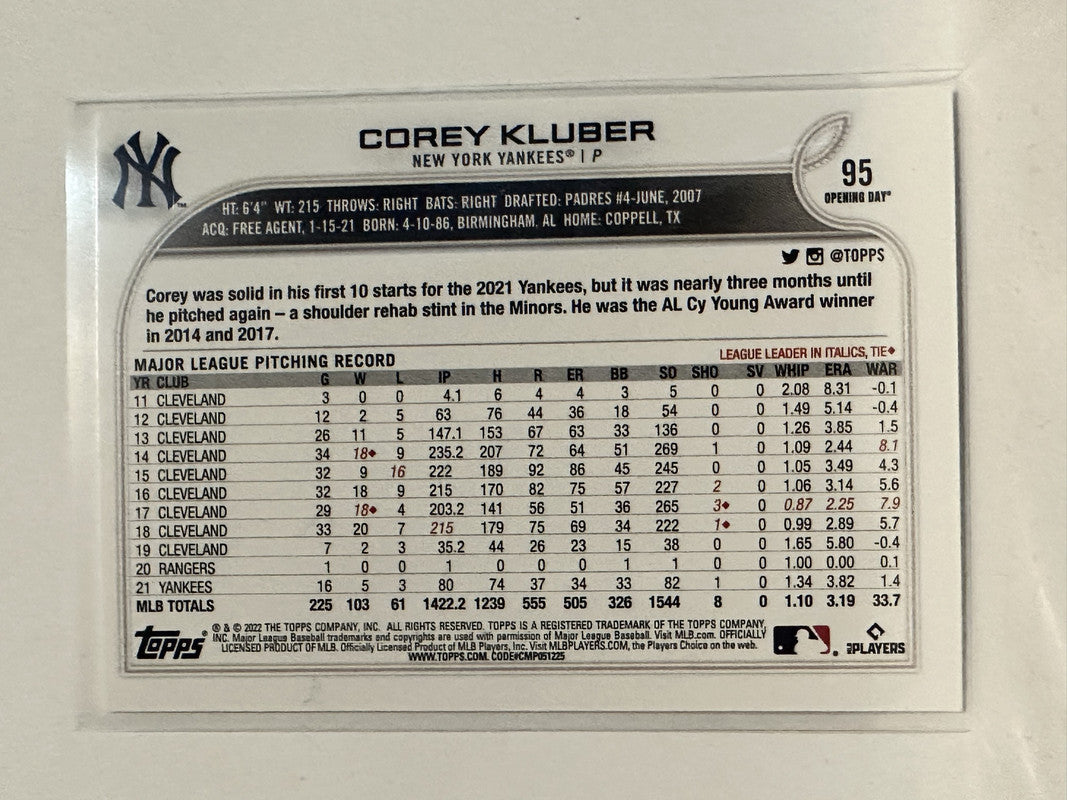 COREY KLUBER
NEW YORK YANKEES® | P
NY
TM
95
OPENING DAY®
HT: 6'4" WT: 215 THROWS: RIGHT BATS: RIGHT DRAFTED: PADRES #4-JUNE, 2007
ACQ: FREE AGENT, 1-15-21 BORN: 4-10-86, BIRMINGHAM, AL HOME: COPPELL, TX
@TOPPS
Corey was solid in his first 10 starts for the 2021 Yankees, but it was nearly three months until
he pitched again – a shoulder rehab stint in the Minors. He was the AL Cy Young Award winner
in 2014 and 2017.
MAJOR LEAGUE PITCHING RECORD LEAGUE LEADER IN ITALICS, TIE♦
YR CLUB G W L IP H R ER BB SO SHO SV WHIP ERA WAR
11 CLEVELAND 3 0 0 4.1 6 4 4 3 5 0 0 2.08 8.31 -0.1
12 CLEVELAND 12 2 5 63 76 44 36 18 54 0 0 1.49 5.14 -0.4
13 CLEVELAND 26 11 5 147.1 153 67 63 33 136 0 0 1.26 3.85 1.5
14 CLEVELAND 34 18♦ 9 235.2 207 72 64 51 269 1 0 1.09 2.44 8.1
15 CLEVELAND 32 9 16 222 189 92 86 45 245 0 0 1.05 3.49 4.3
16 CLEVELAND 32 18 9 215 170 82 75 57 227 2 0 1.06 3.14 5.6
17 CLEVELAND 29 18♦ 4 203.2 141 56 51 36 265 3♦ 0 0.87 2.25 7.9
18 CLEVELAND 33 20 7 215 179 75 69 34 222 1♦ 0 0.99 2.89 5.7
19 CLEVELAND 7 2 3 35.2 44 26 23 15 38 0 0 1.65 5.80 -0.4
20 RANGERS 1 0 0 1 0 0 0 1 1 0 0 1.00 0.00 0.1
21 YANKEES 16 5 3 80 74 37 34 33 82 1 0 1.34 3.82 1.4
MLB TOTALS 225 103 61 1422.2 1239 555 505 326 1544 8 0 1.10 3.19 33.7
Topps®
® & © 2022 THE TOPPS COMPANY, INC. ALL RIGHTS RESERVED. TOPPS IS A REGISTERED TRADEMARK OF THE TOPPS COMPANY,
INC. Major League Baseball trademarks and copyrights are used with permission of Major League Baseball. Visit MLB.com. OFFICIALLY
LICENSED PRODUCT OF MLB. Officially Licensed Product of MLB Players, Inc. Visit MLBPLAYERS.COM, the Players Choice on the web.
WWW.TOPPS.COM. CODE#CMP051225
MLB PLAYERS